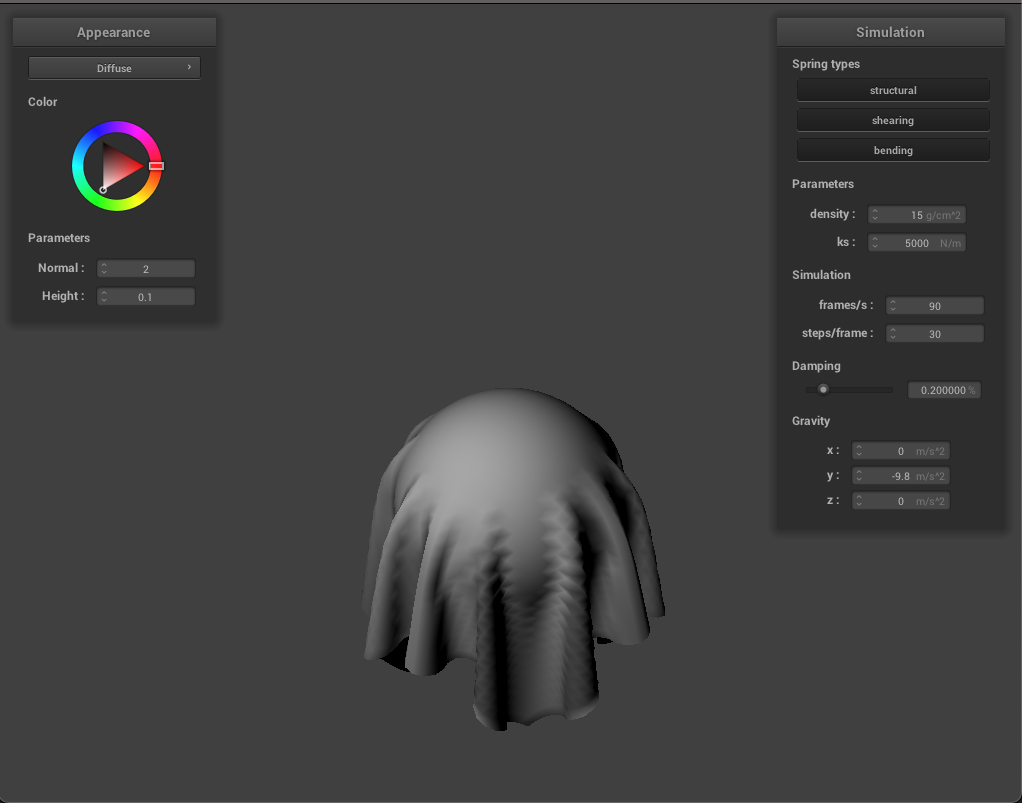 Appearance
Diffuse ›
Color
Parameters
Normal : 2
Height : 0.1
Simulation
Spring types
structural
shearing
bending
Parameters
density : 15 g/cm^2
ks : 5000 N/m
Simulation
frames/s : 90
steps/frame : 30
Damping
0.200000 %
Gravity
x : 0 m/s^2
y : -9.8 m/s^2
z : 0 m/s^2